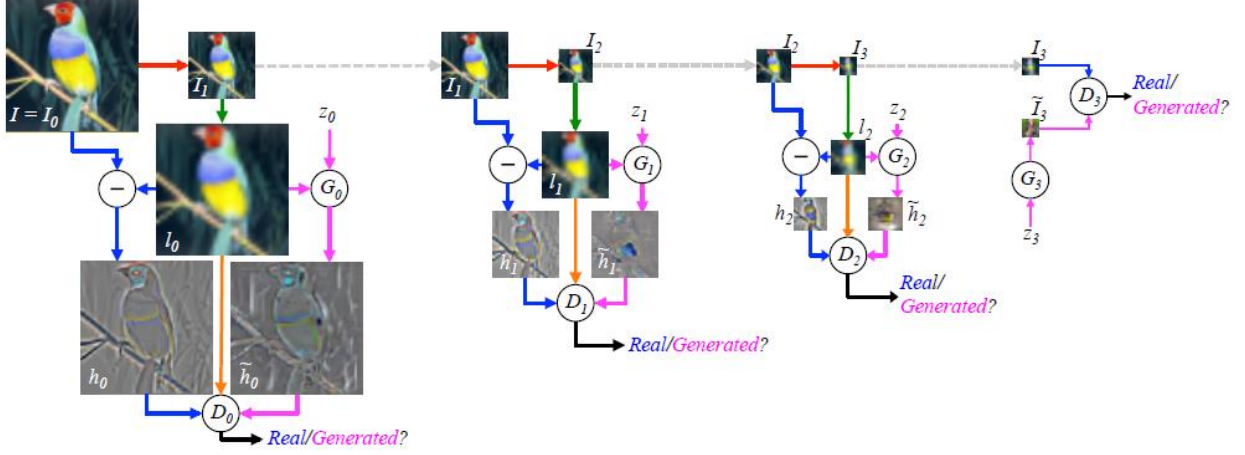 I = I₀
I₁
l₀
z₀
−
G₀
h₀
h̃₀
D₀
Real/Generated?
I₁
I₂
l₁
z₁
−
G₁
h₁
h̃₁
D₁
Real/Generated?
I₂
I₃
l₂
z₂
−
G₂
h₂
h̃₂
D₂
Real/
Generated?
I₃
Ĩ₃
D₃
Real/
Generated?
G₃
z₃